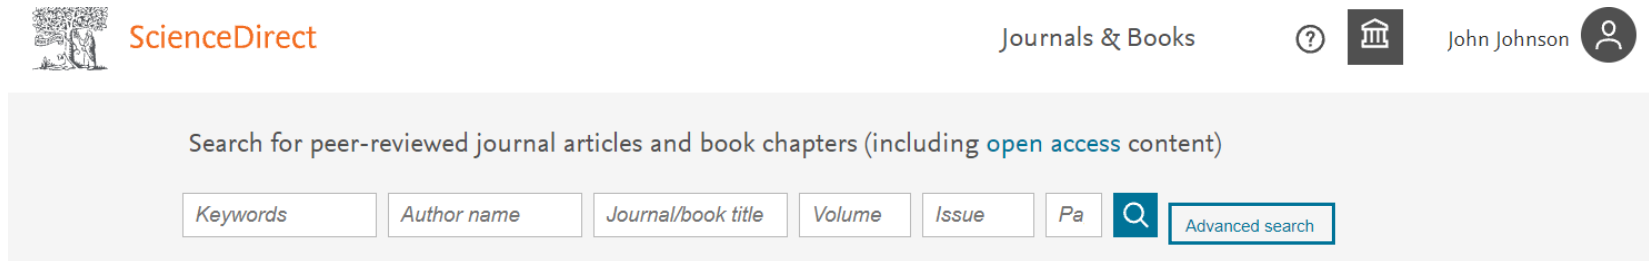 ScienceDirect Journals & Books John Johnson
Search for peer-reviewed journal articles and book chapters (including open access content)
Keywords Author name Journal/book title Volume Issue Pa Advanced search